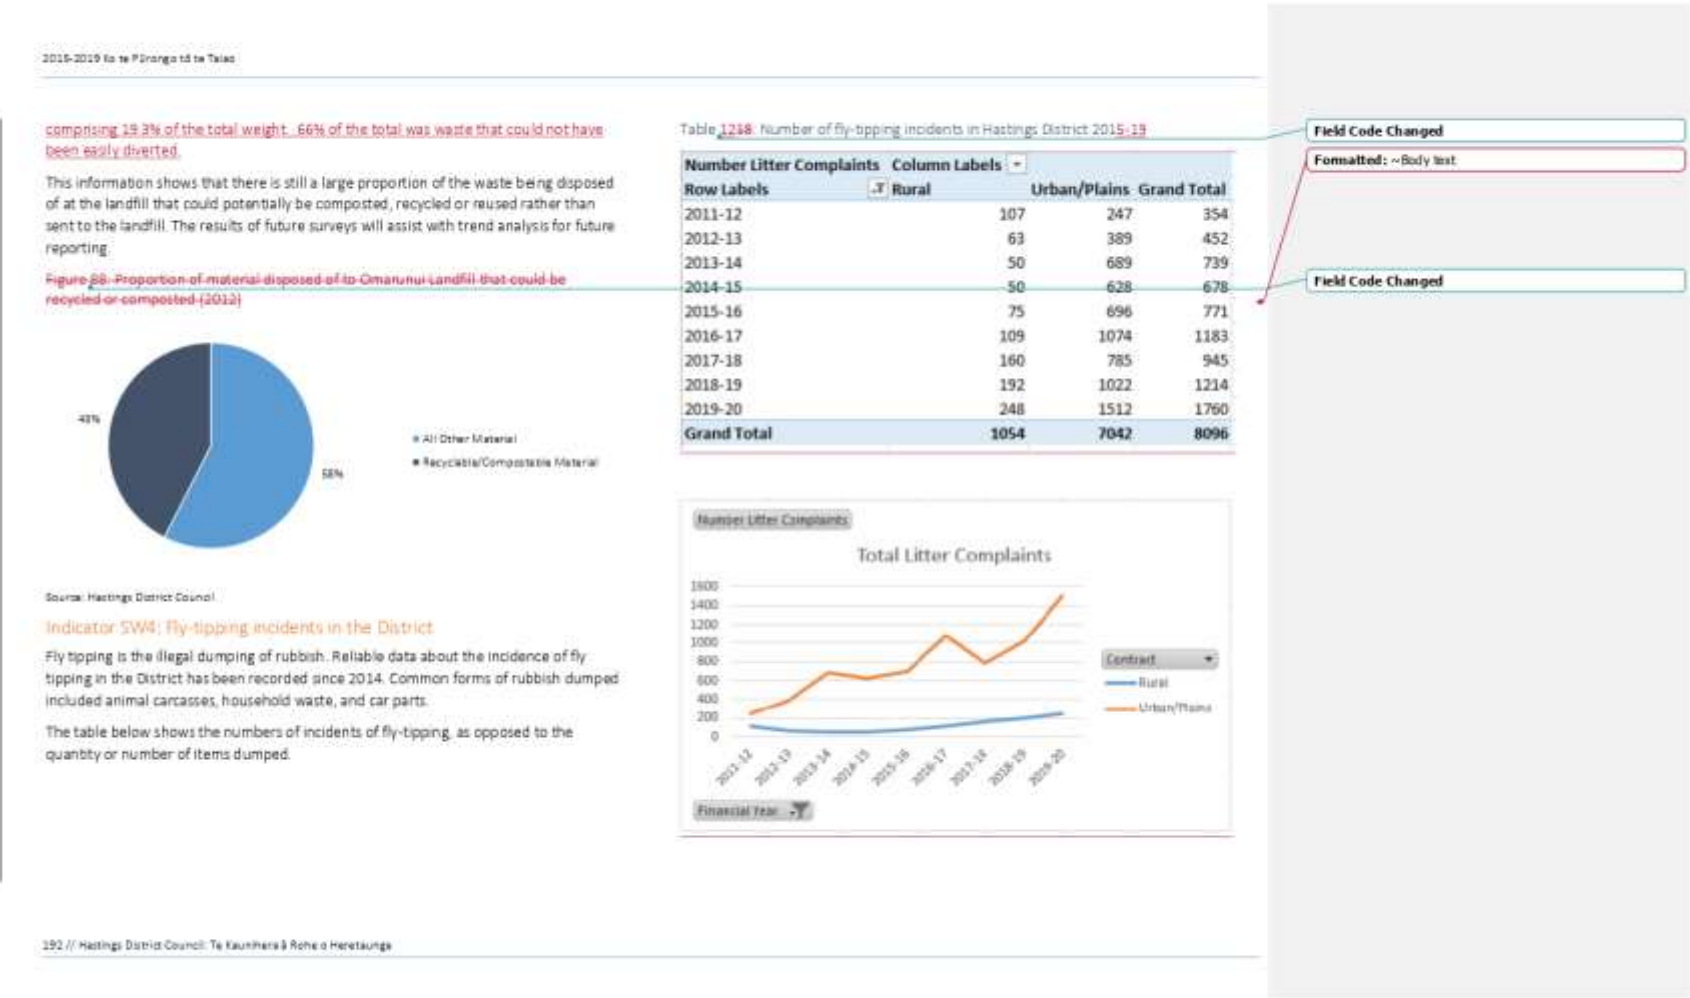 2015-2019 Ko te Pūrongo tō te Taiao
comprising 19.3% of the total weight. 66% of the total was waste that could not have
been easily diverted.
This information shows that there is still a large proportion of the waste being disposed
of at the landfill that could potentially be composted, recycled or reused rather than
sent to the landfill. The results of future surveys will assist with trend analysis for future
reporting.
Figure 88: Proportion of material disposed of to Omarunui Landfill that could be
recycled or composted (2012)
58%
All Other Material
Recyclable/Compostable Material
Source: Hastings District Council
Indicator SW4: Fly-tipping incidents in the District
Fly tipping is the illegal dumping of rubbish. Reliable data about the incidence of fly
tipping in the District has been recorded since 2014. Common forms of rubbish dumped
included animal carcasses, household waste, and car parts.
The table below shows the numbers of incidents of fly-tipping, as opposed to the
quantity or number of items dumped.
Table : Number of fly-tipping incidents in Hastings District 2015-19
Number Litter Complaints Column Labels
Row Labels Rural Urban/Plains Grand Total
2011-12 107 247 354
2012-13 63 389 452
2013-14 50 689 739
2014-15 50 628 678
2015-16 75 696 771
2016-17 109 1074 1183
2017-18 160 785 945
2018-19 192 1022 1214
2019-20 248 1512 1760
Grand Total 1054 7042 8096
Number Litter Complaints
Total Litter Complaints
1600
1400
1200
1000
800
600
400
200
0
2011-12 2012-13 2013-14 2014-15 2015-16 2016-17 2017-18 2018-19 2019-20
Contract
Rural
Urban/Plains
Financial Year
Field Code Changed
Formatted: ~Body text
Field Code Changed
192 // Hastings District Council: Te Kaunihera ā Rohe o Heretaunga